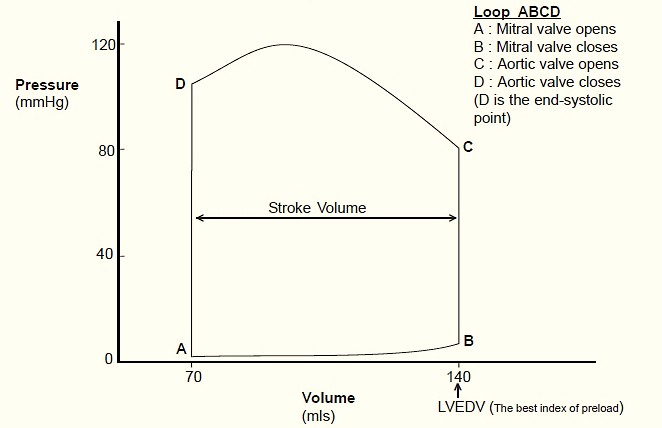 Loop ABCD
A : Mitral valve opens
B : Mitral valve closes
C : Aortic valve opens
D : Aortic valve closes
(D is the end-systolic
point)
120
D
Pressure
(mmHg)
80
C
Stroke Volume
40
A
B
0
70
140
Volume
(mls)
LVEDV (The best index of preload)